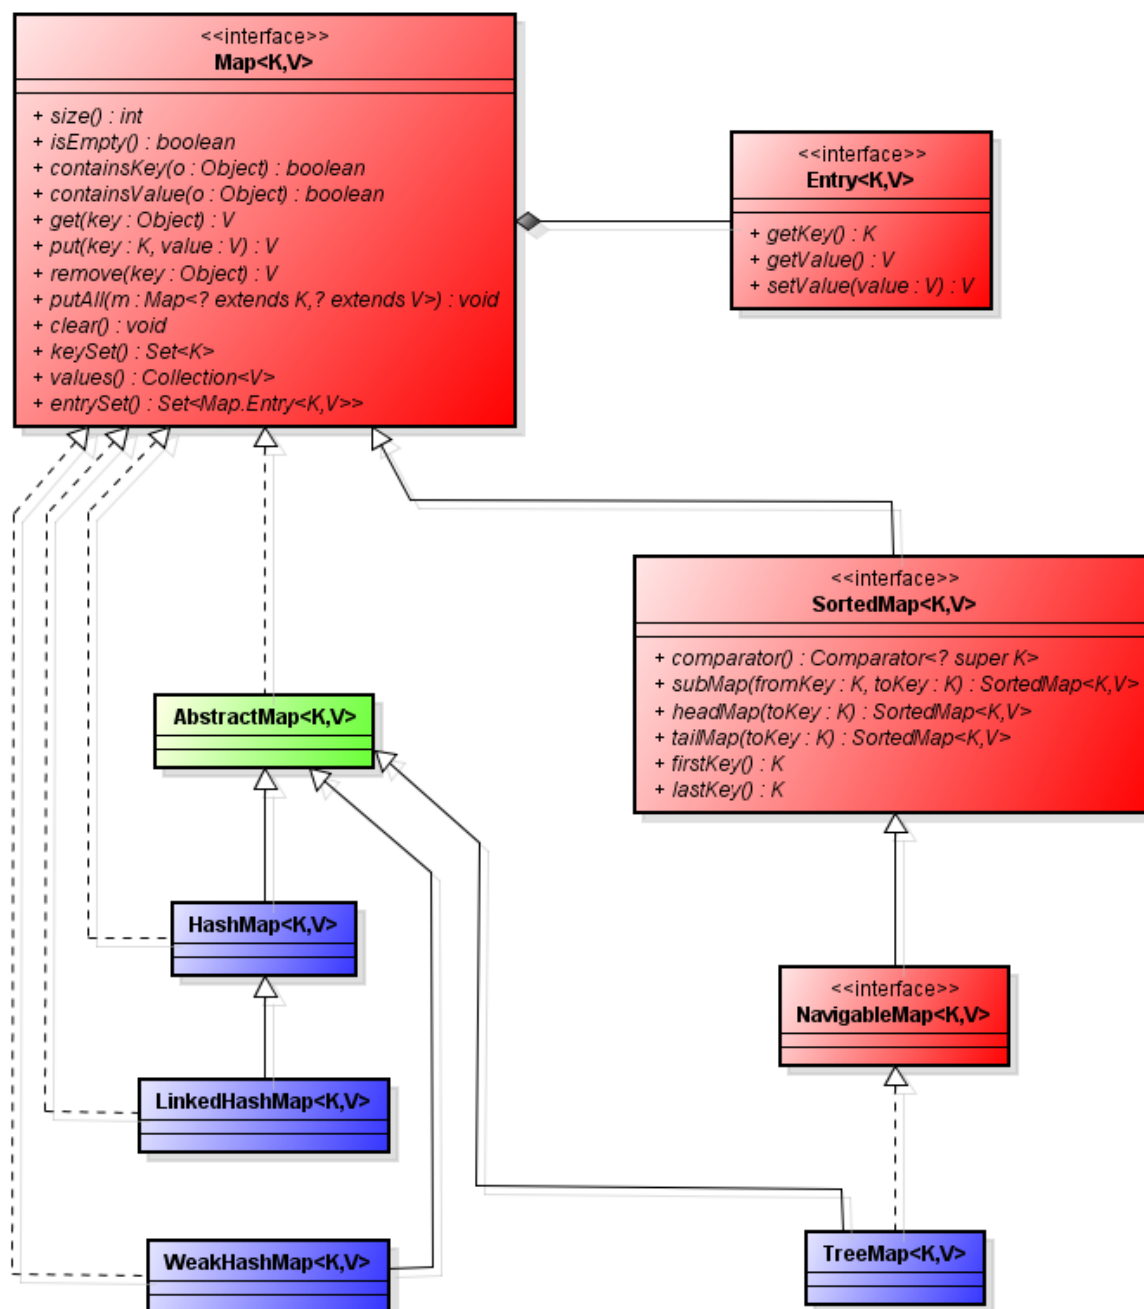 <<interface>>
Map<K,V>
+ size() : int
+ isEmpty() : boolean
+ containsKey(o : Object) : boolean
+ containsValue(o : Object) : boolean
+ get(key : Object) : V
+ put(key : K, value : V) : V
+ remove(key : Object) : V
+ putAll(m : Map<? extends K,? extends V>) : void
+ clear() : void
+ keySet() : Set<K>
+ values() : Collection<V>
+ entrySet() : Set<Map.Entry<K,V>>
<<interface>>
Entry<K,V>
+ getKey() : K
+ getValue() : V
+ setValue(value : V) : V
<<interface>>
SortedMap<K,V>
+ comparator() : Comparator<? super K>
+ subMap(fromKey : K, toKey : K) : SortedMap<K,V>
+ headMap(toKey : K) : SortedMap<K,V>
+ tailMap(toKey : K) : SortedMap<K,V>
+ firstKey() : K
+ lastKey() : K
AbstractMap<K,V>
HashMap<K,V>
<<interface>>
NavigableMap<K,V>
LinkedHashMap<K,V>
WeakHashMap<K,V>
TreeMap<K,V>